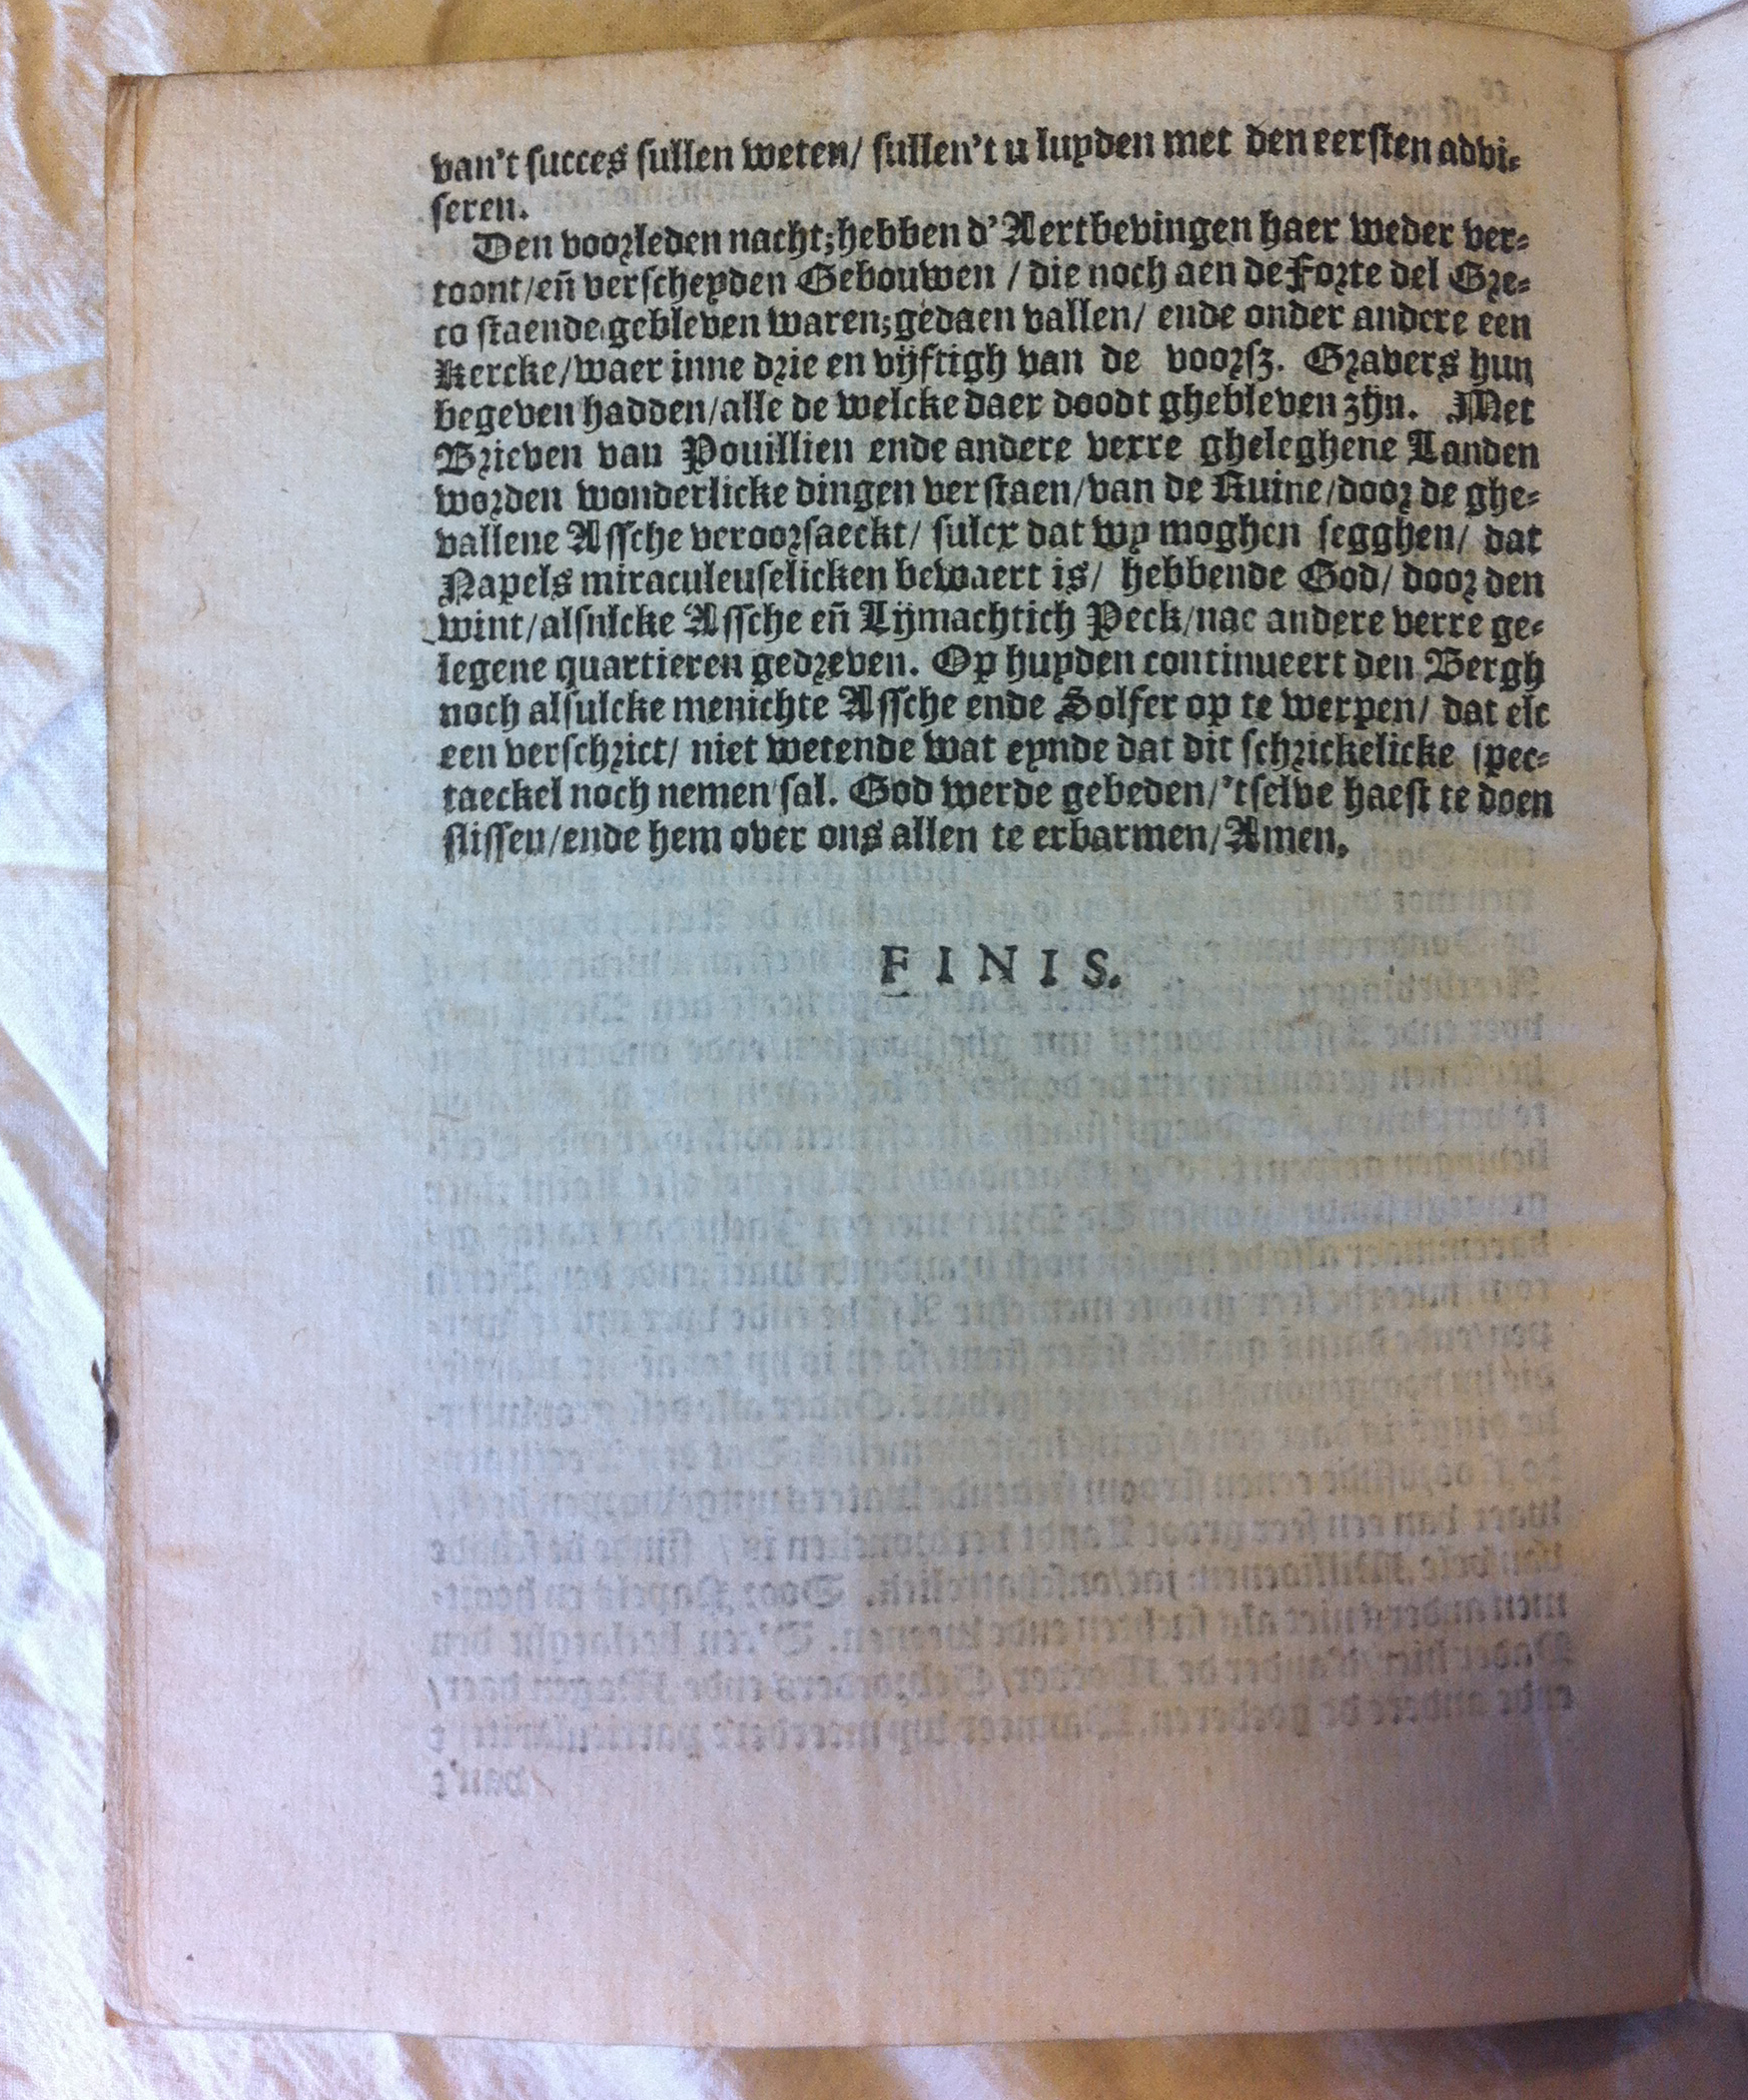 van't succes sullen weten/ sullen't u luyden met den eersten advi-
seren.
Den voorleden nacht; hebben d'Aertbevingen haer weder ver-
toont/ eñ verscheyden Gebouwen / die noch aen de Forte del Gre-
co staende gebleven waren; gedaen vallen/ ende onder andere een
Kercke/ waer inne drie en vijftigh van de voorsz. Gravers hun
begeven hadden/ alle de welcke daer doodt ghebleven zijn. Met
Brieven van Pouillien ende andere verre gheleghene Landen
worden wonderlicke dingen verstaen/ van de Ruine/ door de ghe-
vallene Assche veroorsaeckt/ sulcx dat wy moghen segghen/ dat
Napels miraculeuselicken bewaert is/ hebbende God/ door den
wint/ alsulcke Assche eñ Lijmachtich Peck/ nae andere verre ge-
legene quartieren gedreven. Op huyden continueert den Bergh
noch alsulcke menichte Assche ende Solfer op te werpen/ dat elc
een verschrict/ niet wetende wat eynde dat dit schrickelicke spec-
taeckel noch nemen sal. God werde gebeden/ 'tselve haest te doen
slissen/ ende hem over ons allen te erbarmen/ Amen.
FINIS.